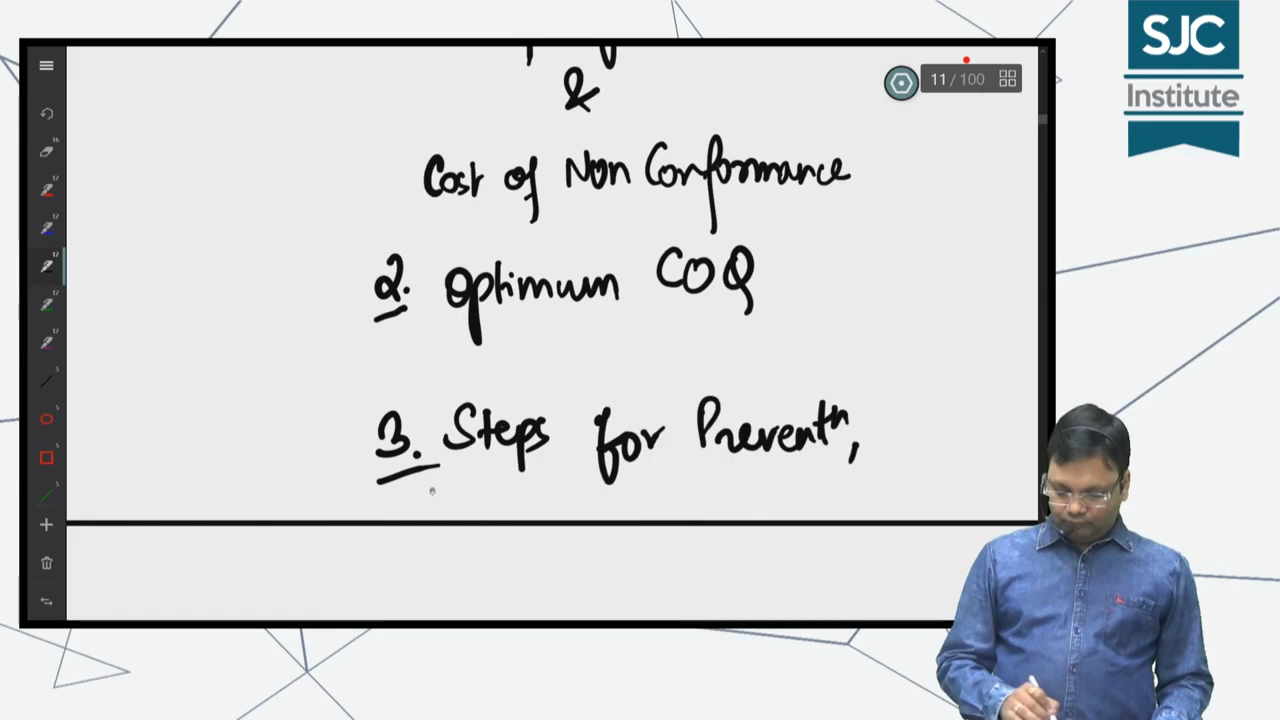 SJC
Institute
11 / 100
&
Cost of Non Conformance
2. Optimum COQ
3. Steps for Preventn,